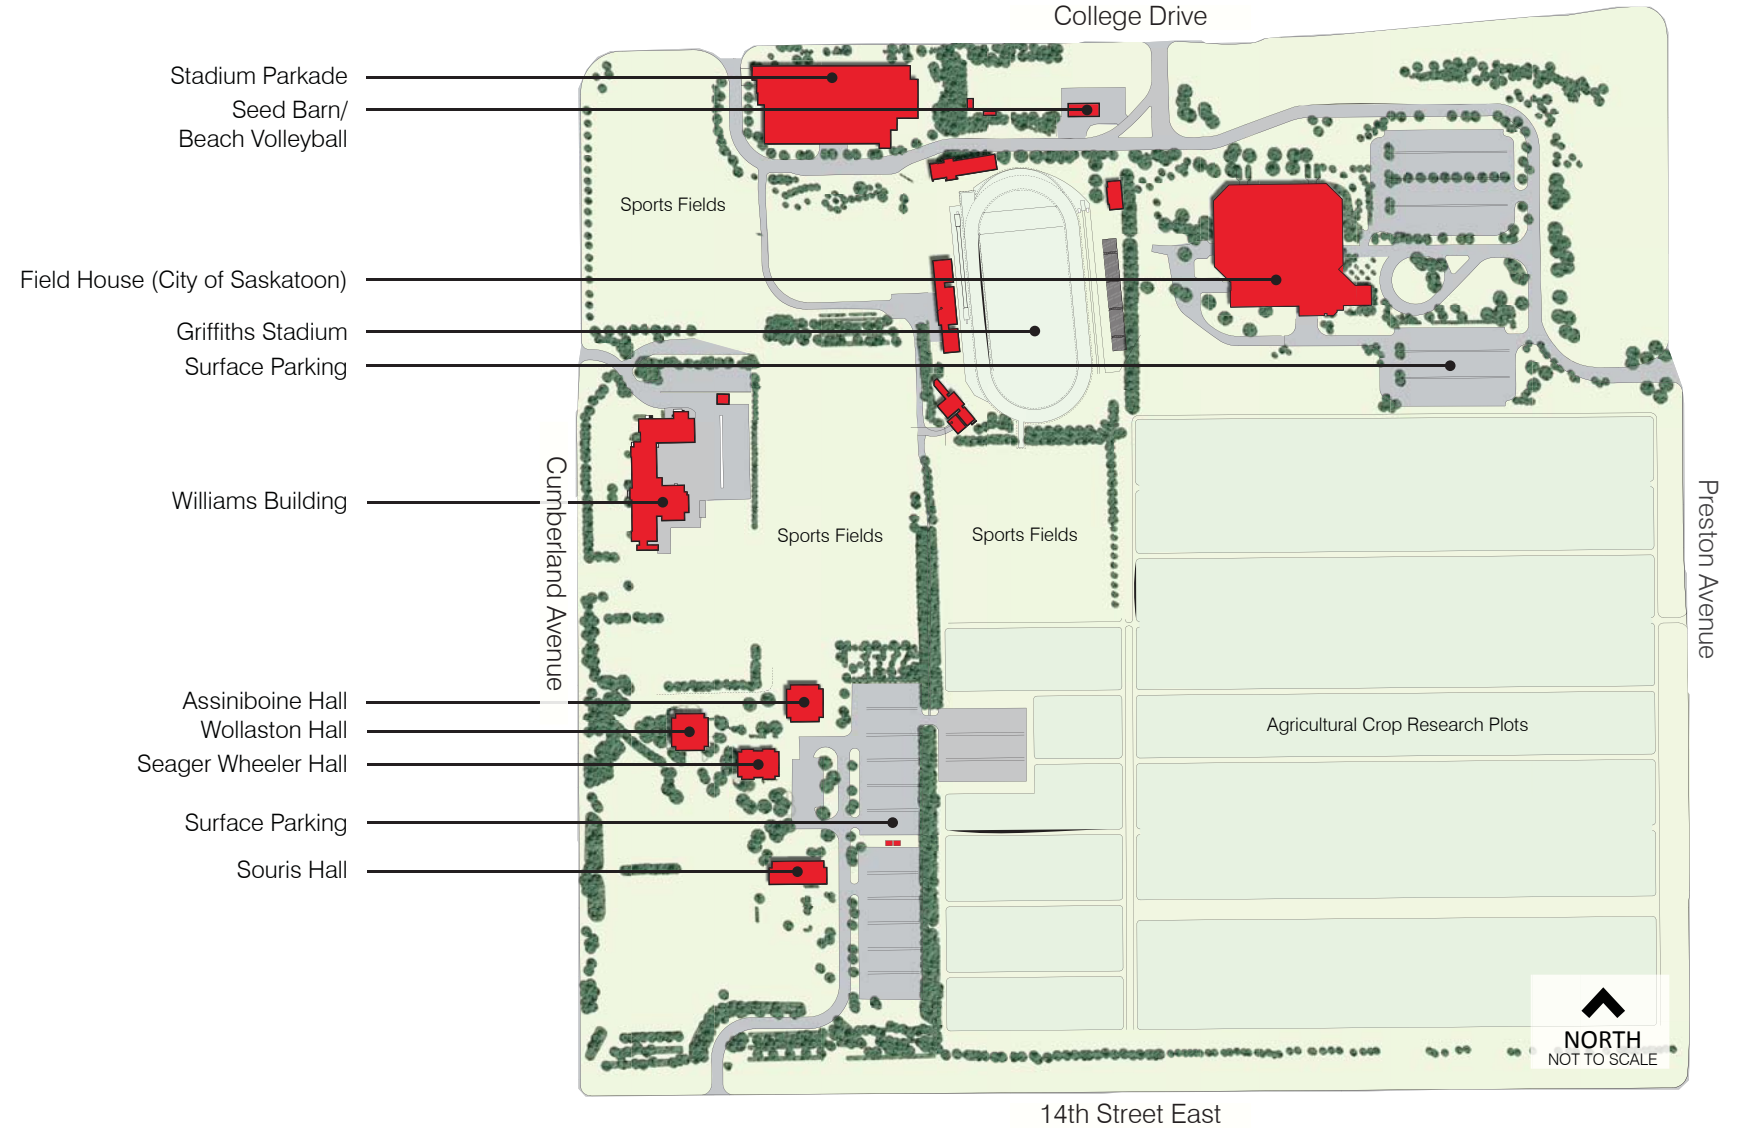 College Drive
Stadium Parkade
Seed Barn/
Beach Volleyball
Sports Fields
Field House (City of Saskatoon)
Griffiths Stadium
Surface Parking
Cumberland Avenue
Williams Building
Sports Fields
Sports Fields
Preston Avenue
Assiniboine Hall
Wollaston Hall
Seager Wheeler Hall
Agricultural Crop Research Plots
Surface Parking
Souris Hall
NORTH
NOT TO SCALE
14th Street East